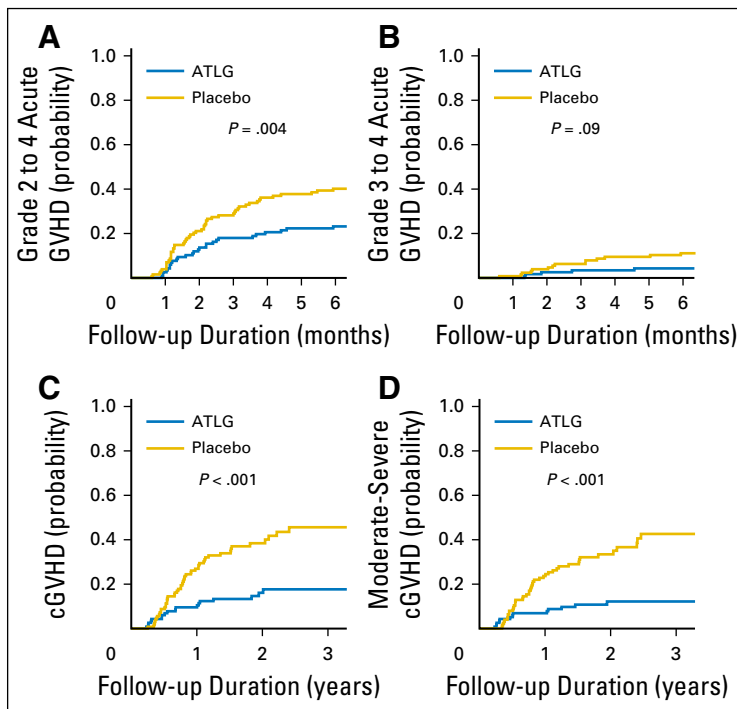 A
Grade 2 to 4 Acute
GVHD (probability)
1.0
0.8
0.6
0.4
0.2
0
ATLG
Placebo
P = .004
1 2 3 4 5 6
Follow-up Duration (months)
B
Grade 3 to 4 Acute
GVHD (probability)
1.0
0.8
0.6
0.4
0.2
0
ATLG
Placebo
P = .09
1 2 3 4 5 6
Follow-up Duration (months)
C
cGVHD (probability)
1.0
0.8
0.6
0.4
0.2
0
ATLG
Placebo
P < .001
1 2 3
Follow-up Duration (years)
D
Moderate-Severe
cGVHD (probability)
1.0
0.8
0.6
0.4
0.2
0
ATLG
Placebo
P < .001
1 2 3
Follow-up Duration (years)